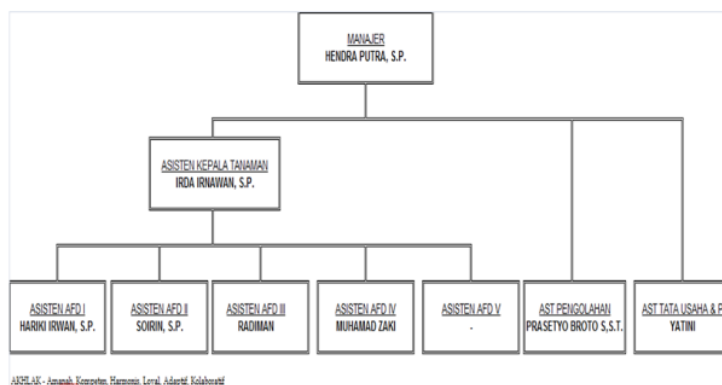 MANAJER
HENDRA PUTRA, S.P.
ASISTEN KEPALA TANAMAN
IRDA IRNAWAN, S.P.
ASISTEN AFD I
HARIKI IRWAN, S.P.
ASISTEN AFD II
SOIRIN, S.P.
ASISTEN AFD III
RADIMAN
ASISTEN AFD IV
MUHAMAD ZAKI
ASISTEN AFD V
-
AST PENGOLAHAN
PRASETYO BROTO S,S.T.
AST TATA USAHA & P
YATINI
AKHLAK - Amanah, Kompeten, Harmonis, Loyal, Adaptif, Kolaboratif